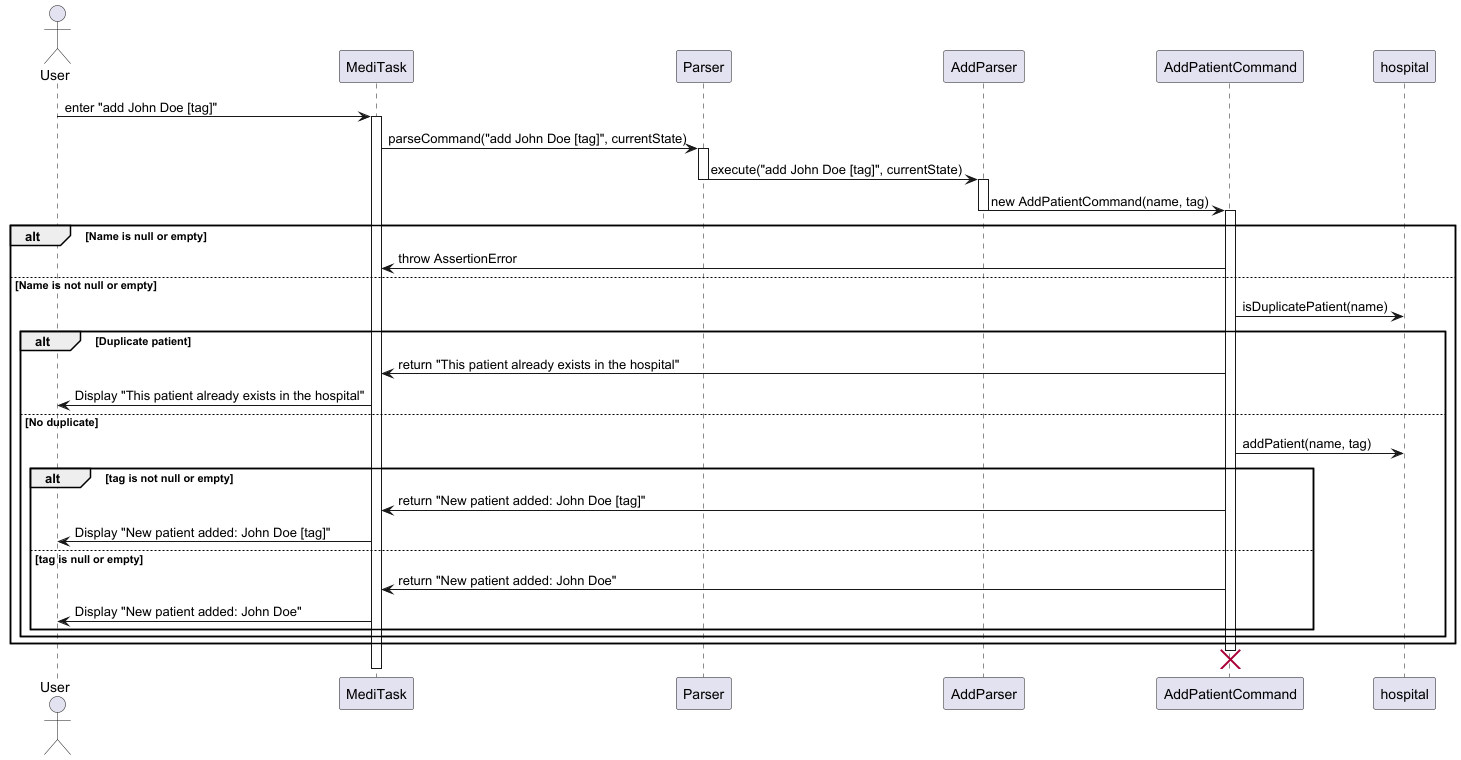 User
MediTask
Parser
AddParser
AddPatientCommand
hospital
enter "add John Doe [tag]"
parseCommand("add John Doe [tag]", currentState)
execute("add John Doe [tag]", currentState)
new AddPatientCommand(name, tag)
alt [Name is null or empty]
throw AssertionError
[Name is not null or empty]
isDuplicatePatient(name)
alt [Duplicate patient]
return "This patient already exists in the hospital"
Display "This patient already exists in the hospital"
[No duplicate]
addPatient(name, tag)
alt [tag is not null or empty]
return "New patient added: John Doe [tag]"
Display "New patient added: John Doe [tag]"
[tag is null or empty]
return "New patient added: John Doe"
Display "New patient added: John Doe"
User
MediTask
Parser
AddParser
AddPatientCommand
hospital